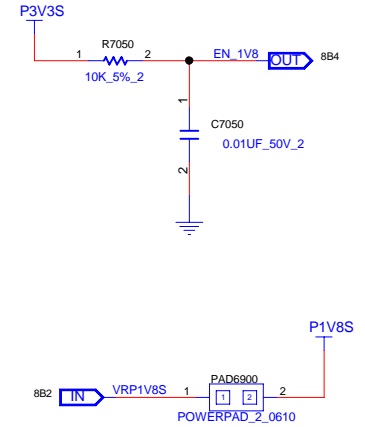 P3V3S
R7050
1 2 EN_1V8 OUT 8B4
10K_5%_2
1
C7050
0.01UF_50V_2
2
P1V8S
PAD6900
8B2 IN VRP1V8S 1 1 2 2
POWERPAD_2_0610